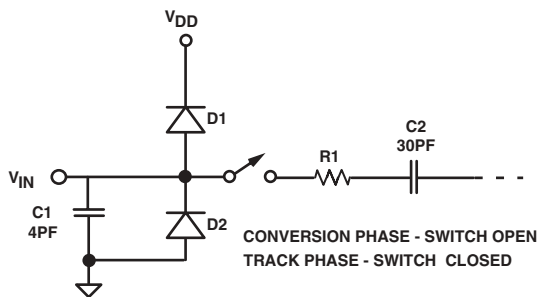 VDD
D1
C2
30PF
R1
VIN
C1
4PF
D2
CONVERSION PHASE - SWITCH OPEN
TRACK PHASE - SWITCH CLOSED